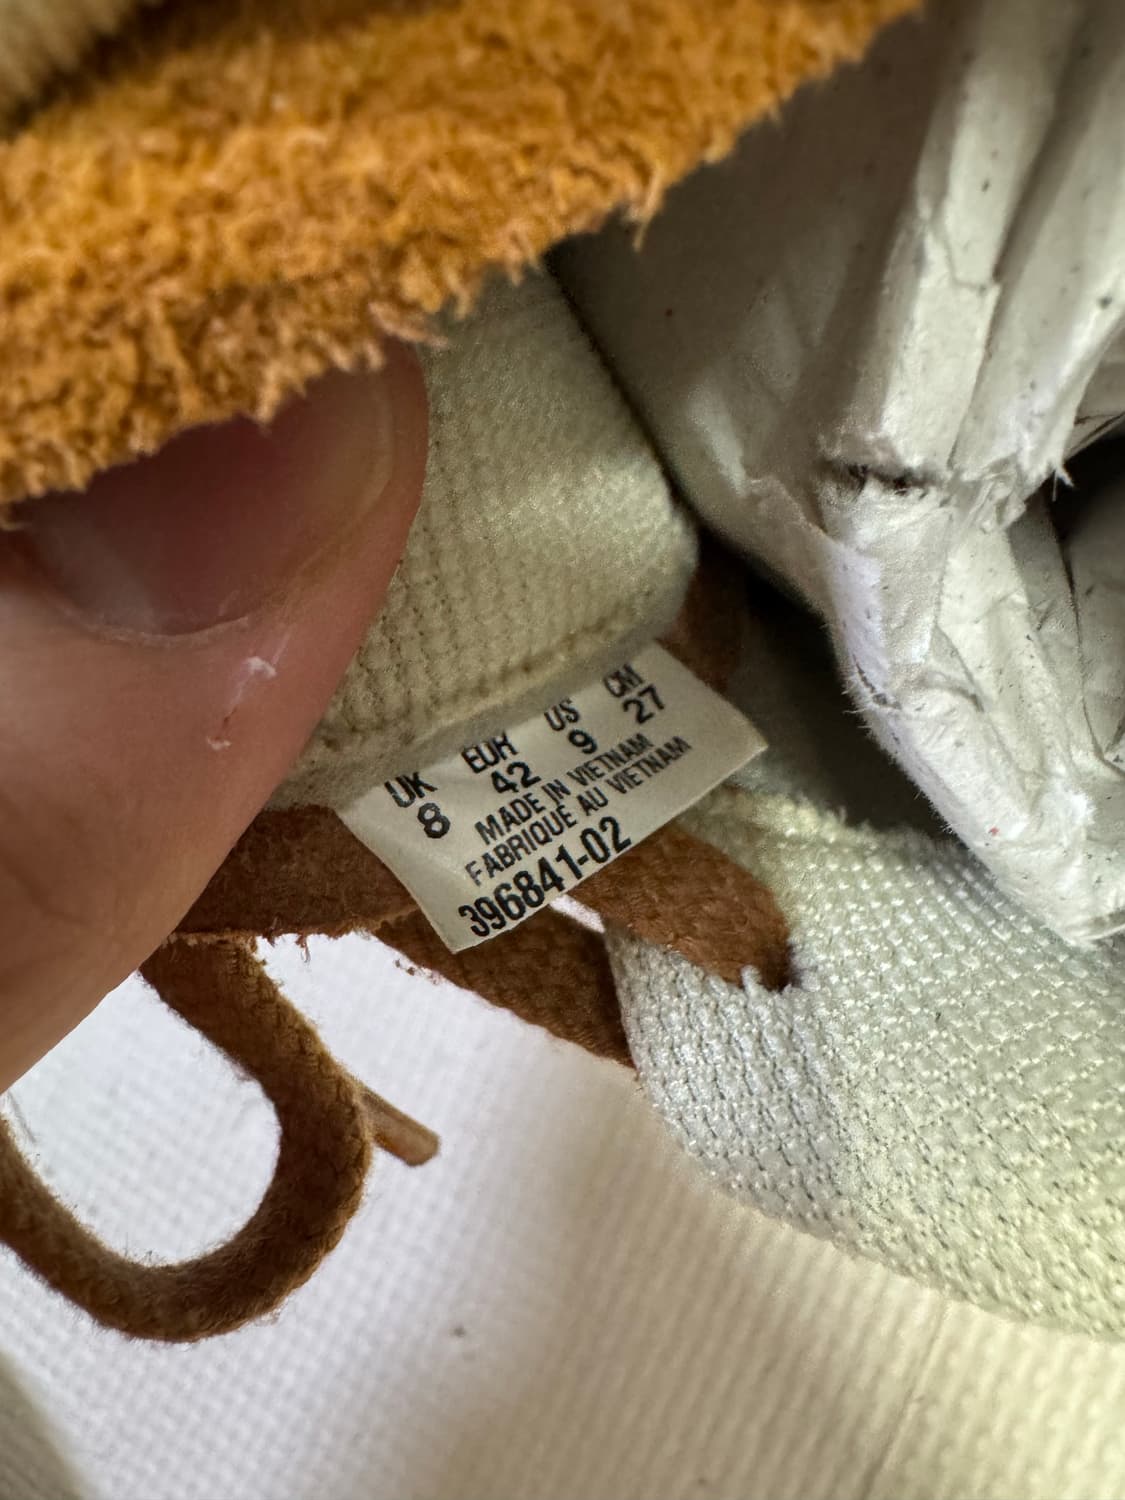 UK EUR US CM
8 42 9 27
MADE IN VIETNAM
FABRIQUE AU VIETNAM
396841-02